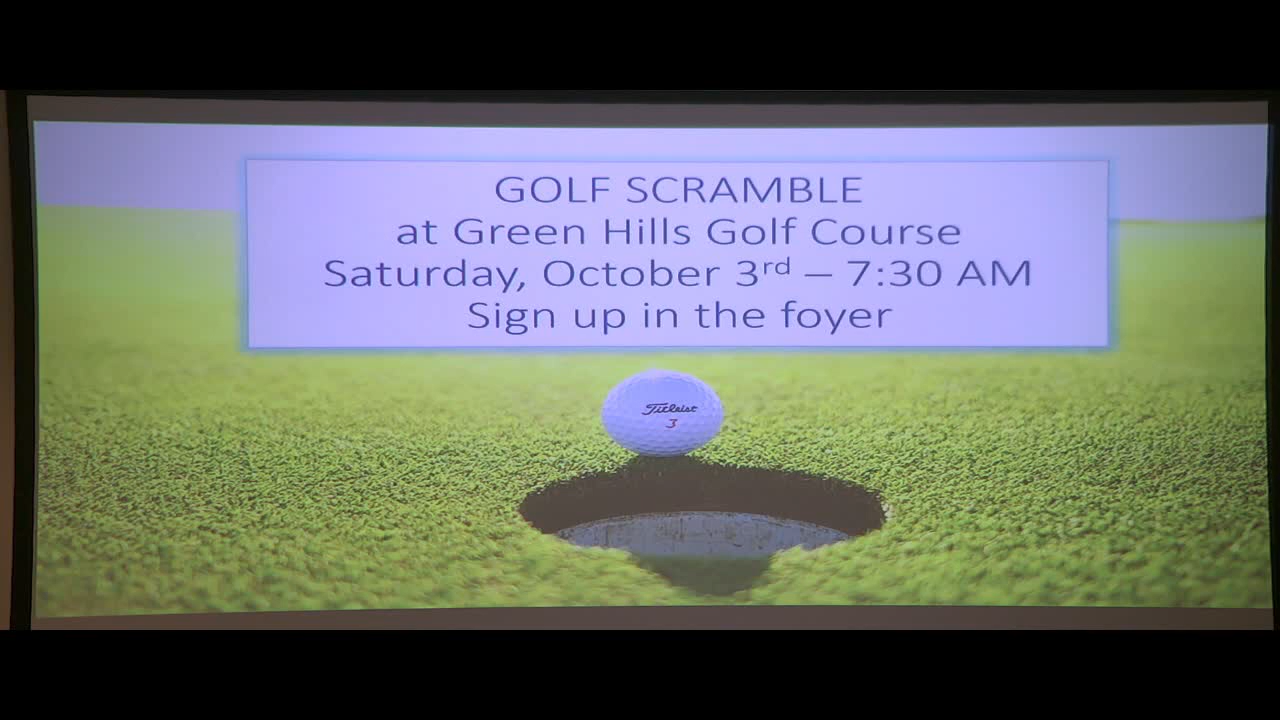 GOLF SCRAMBLE
at Green Hills Golf Course
Saturday, October 3rd – 7:30 AM
Sign up in the foyer
Titleist
3